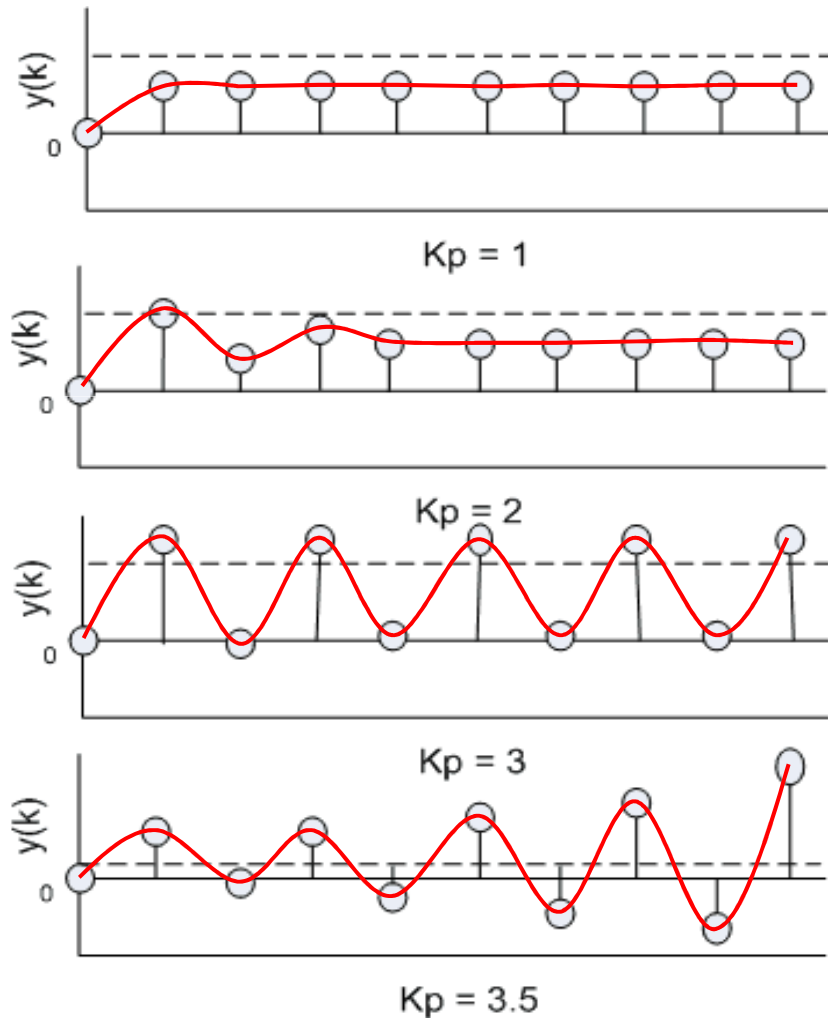 y(k)
0
Kp = 1
y(k)
0
Kp = 2
y(k)
0
Kp = 3
y(k)
0
Kp = 3.5